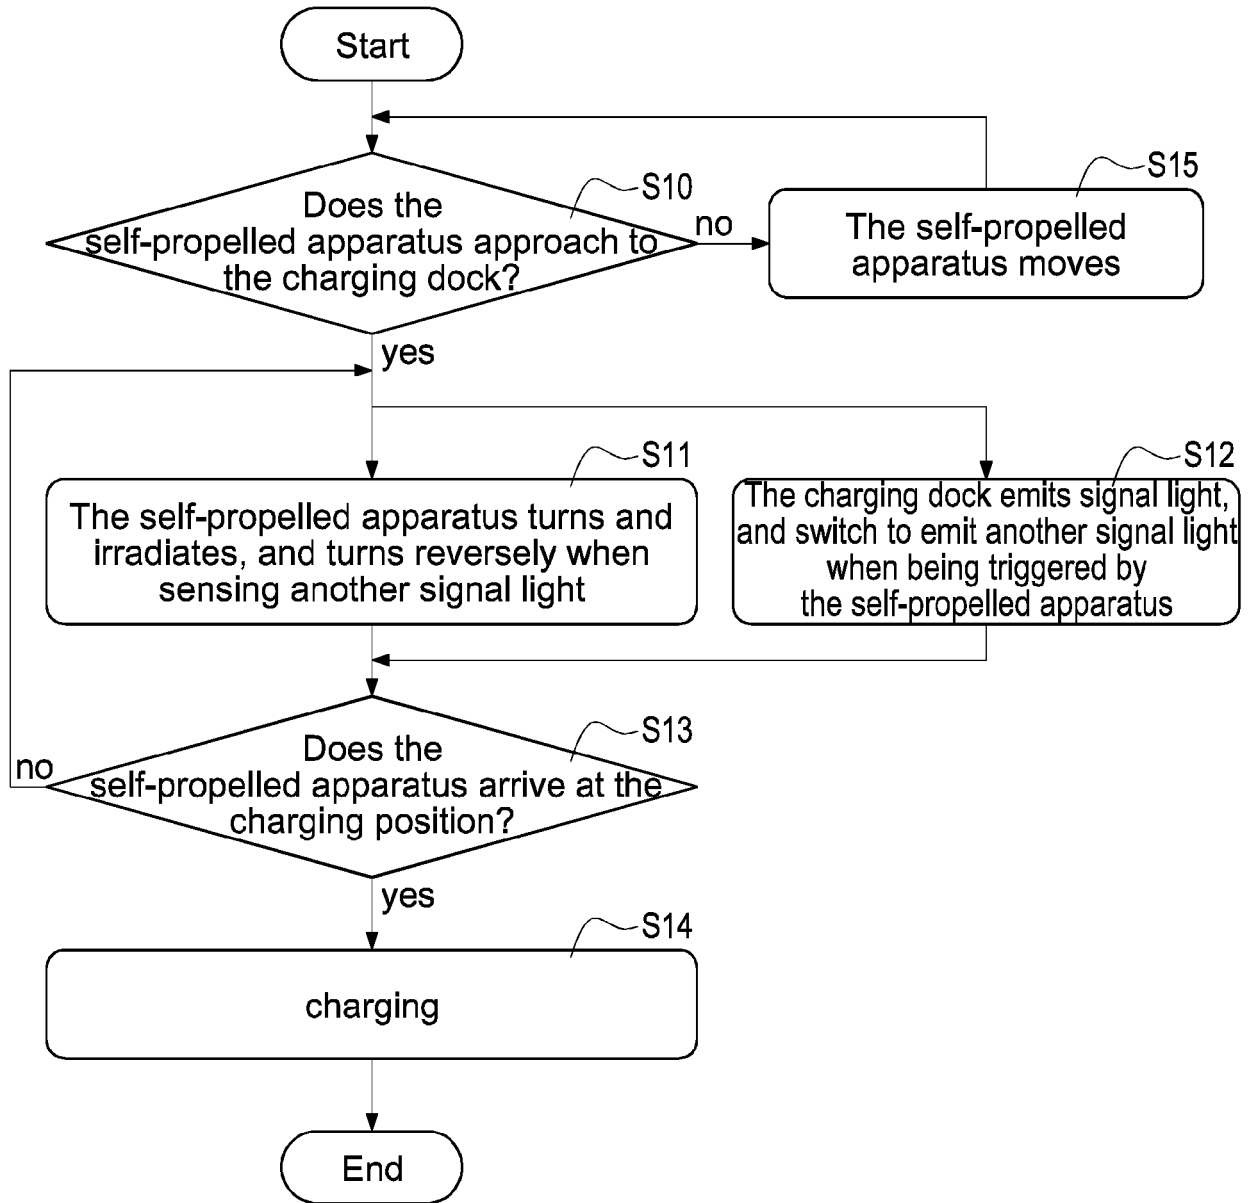 Start
S10
Does the
self-propelled apparatus approach to
the charging dock?
no
S15
The self-propelled
apparatus moves
yes
S11
The self-propelled apparatus turns and
irradiates, and turns reversely when
sensing another signal light
S12
The charging dock emits signal light,
and switch to emit another signal light
when being triggered by
the self-propelled apparatus
S13
Does the
self-propelled apparatus arrive at the
charging position?
no
yes
S14
charging
End